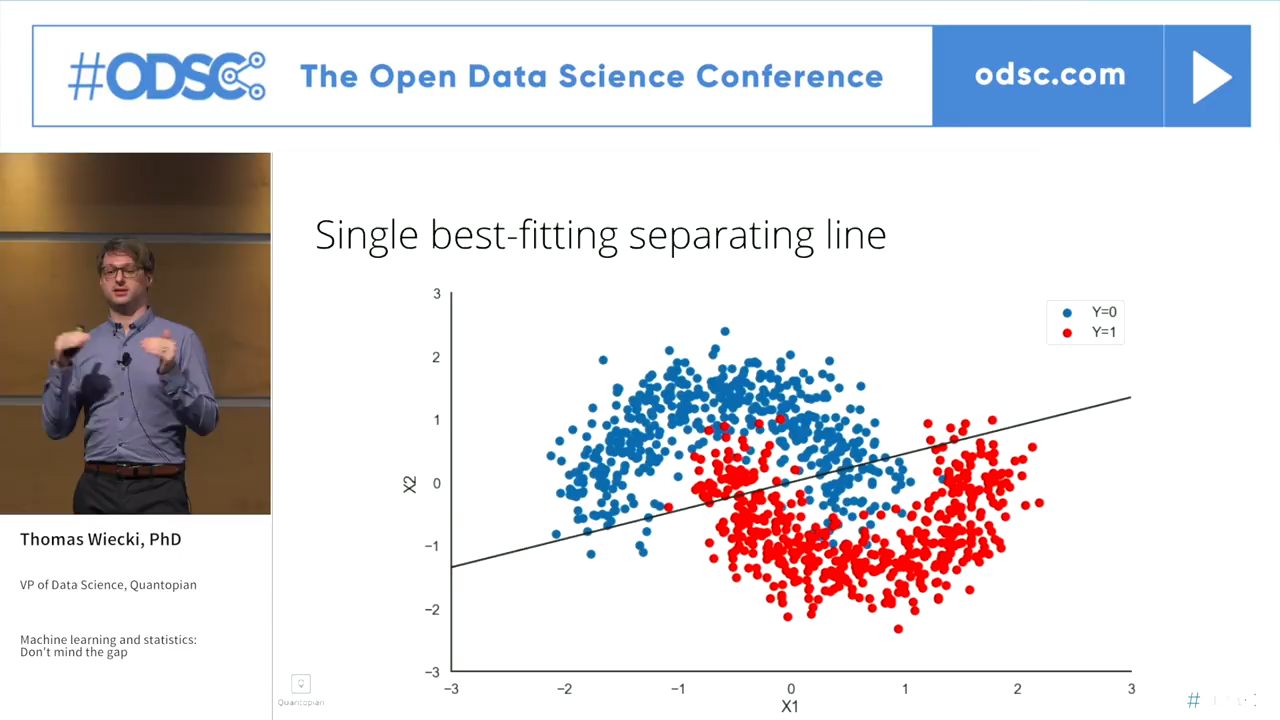 #ODSC
The Open Data Science Conference
odsc.com
Single best-fitting separating line
3
2
1
0
−1
−2
−3
X2
Y=0
Y=1
−3
−2
−1
0
1
2
3
X1
Thomas Wiecki, PhD
VP of Data Science, Quantopian
Machine learning and statistics:
Don't mind the gap
Quantopian
#